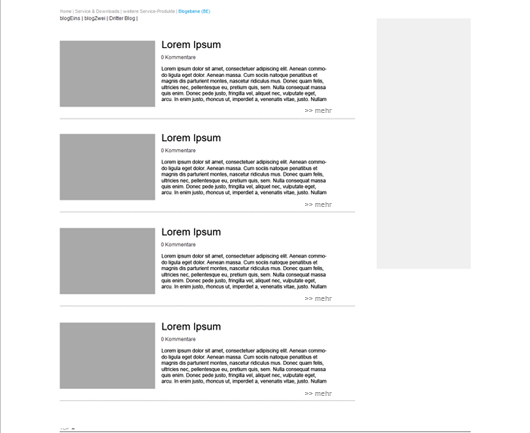 Home | Service & Downloads | weitere Service-Produkte | Blogebene (BE)
blogEins | blogZwei | Dritter Blog |
Lorem Ipsum
0 Kommentare
Lorem ipsum dolor sit amet, consectetuer adipiscing elit. Aenean commo-
do ligula eget dolor. Aenean massa. Cum sociis natoque penatibus et
magnis dis parturient montes, nascetur ridiculus mus. Donec quam felis,
ultricies nec, pellentesque eu, pretium quis, sem. Nulla consequat massa
quis enim. Donec pede justo, fringilla vel, aliquet nec, vulputate eget,
arcu. In enim justo, rhoncus ut, imperdiet a, venenatis vitae, justo. Nullam
>> mehr
Lorem Ipsum
0 Kommentare
Lorem ipsum dolor sit amet, consectetuer adipiscing elit. Aenean commo-
do ligula eget dolor. Aenean massa. Cum sociis natoque penatibus et
magnis dis parturient montes, nascetur ridiculus mus. Donec quam felis,
ultricies nec, pellentesque eu, pretium quis, sem. Nulla consequat massa
quis enim. Donec pede justo, fringilla vel, aliquet nec, vulputate eget,
arcu. In enim justo, rhoncus ut, imperdiet a, venenatis vitae, justo. Nullam
>> mehr
Lorem Ipsum
0 Kommentare
Lorem ipsum dolor sit amet, consectetuer adipiscing elit. Aenean commo-
do ligula eget dolor. Aenean massa. Cum sociis natoque penatibus et
magnis dis parturient montes, nascetur ridiculus mus. Donec quam felis,
ultricies nec, pellentesque eu, pretium quis, sem. Nulla consequat massa
quis enim. Donec pede justo, fringilla vel, aliquet nec, vulputate eget,
arcu. In enim justo, rhoncus ut, imperdiet a, venenatis vitae, justo. Nullam
>> mehr
Lorem Ipsum
0 Kommentare
Lorem ipsum dolor sit amet, consectetuer adipiscing elit. Aenean commo-
do ligula eget dolor. Aenean massa. Cum sociis natoque penatibus et
magnis dis parturient montes, nascetur ridiculus mus. Donec quam felis,
ultricies nec, pellentesque eu, pretium quis, sem. Nulla consequat massa
quis enim. Donec pede justo, fringilla vel, aliquet nec, vulputate eget,
arcu. In enim justo, rhoncus ut, imperdiet a, venenatis vitae, justo. Nullam
>> mehr